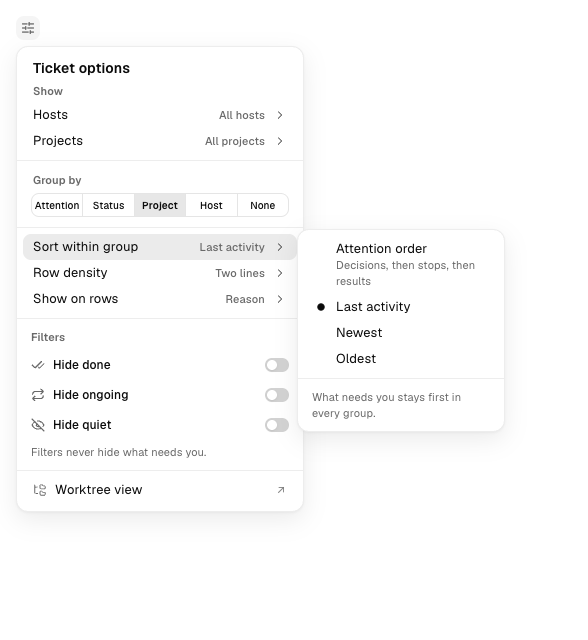 Ticket options
Show
Hosts All hosts
Projects All projects
Group by
Attention Status Project Host None
Sort within group Last activity
Row density Two lines
Show on rows Reason
Filters
Hide done
Hide ongoing
Hide quiet
Filters never hide what needs you.
Worktree view
Attention order
Decisions, then stops, then
results
Last activity
Newest
Oldest
What needs you stays first in
every group.